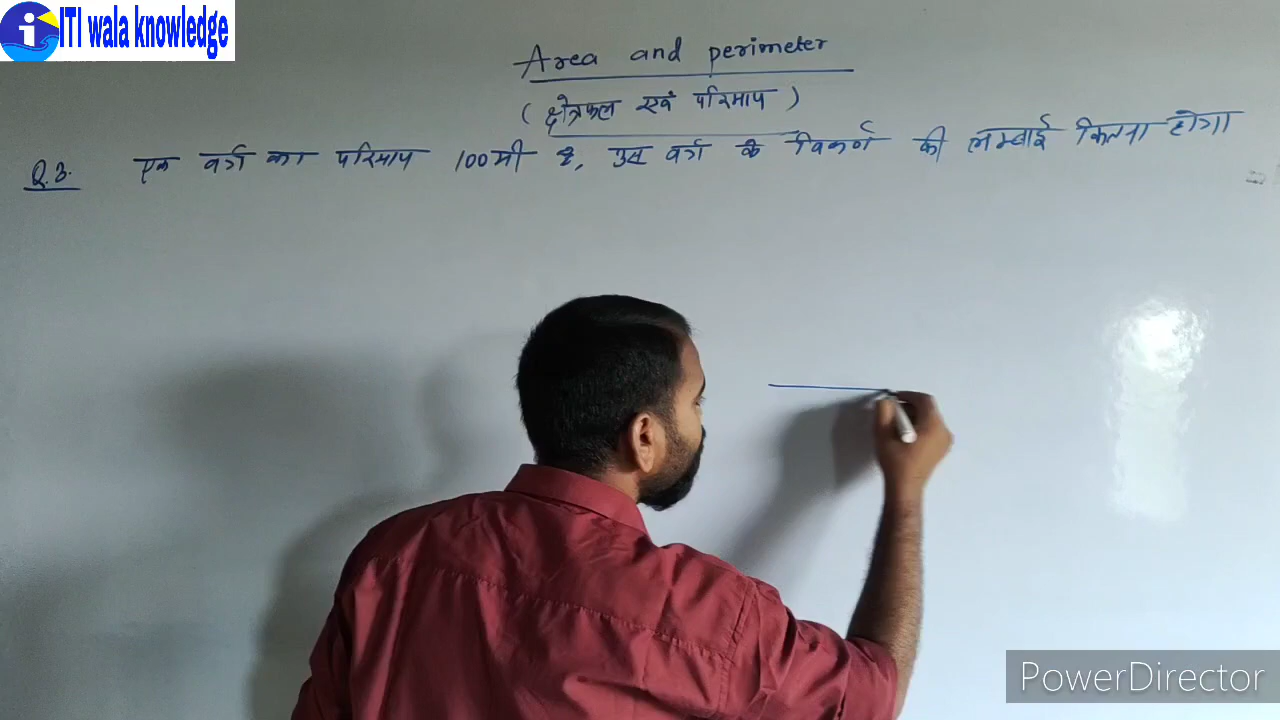 ITI wala knowledge
Area and perimeter
(क्षेत्रफल एवं परिमाप)
Q.3. एक वर्ग का परिमाप 100मी है, उस वर्ग के विकर्ण की लम्बाई कितना होगा
PowerDirector